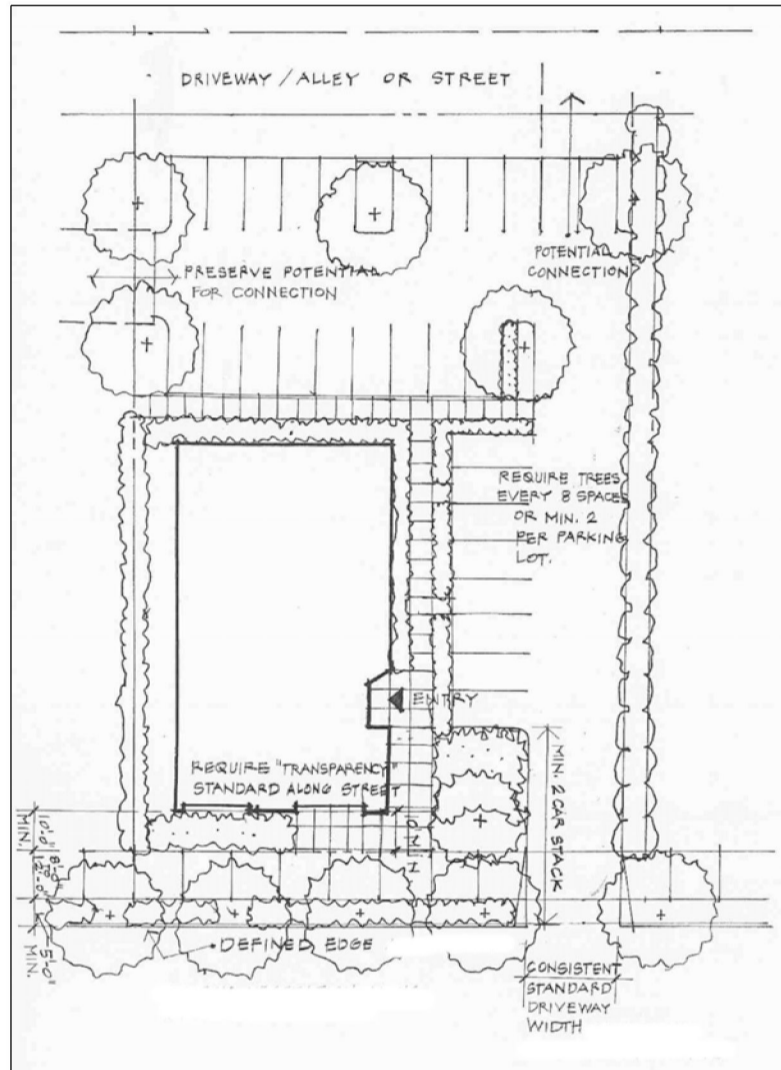 DRIVEWAY / ALLEY OR STREET
PRESERVE POTENTIAL
FOR CONNECTION
POTENTIAL
CONNECTION
REQUIRE TREES
EVERY 8 SPACES
OR MIN. 2
PER PARKING
LOT.
ENTRY
REQUIRE "TRANSPARENCY"
STANDARD ALONG STREET
MIN. 2 CAR STACK
10'-0"
MIN.
8'-0"
TO
12'-0"
5'-0"
MIN.
DEFINED EDGE
CONSISTENT
STANDARD
DRIVEWAY
WIDTH